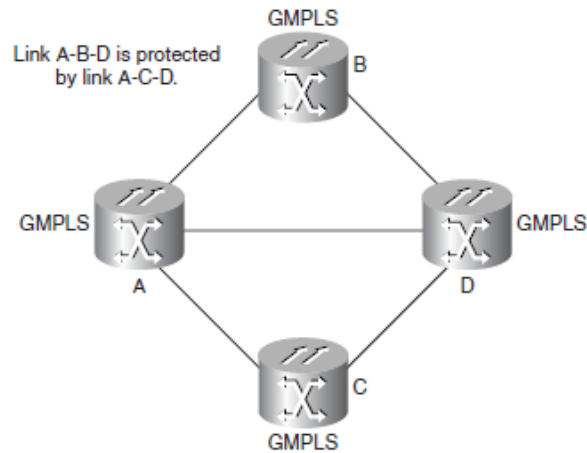 GMPLS
Link A-B-D is protected
by link A-C-D.
B
GMPLS
GMPLS
A
D
C
GMPLS